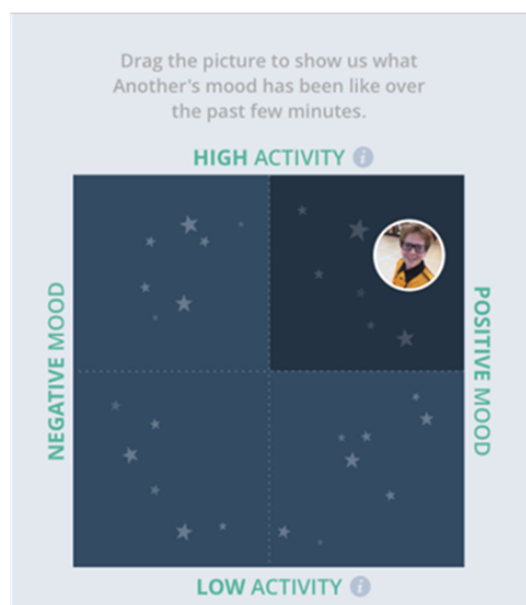 Drag the picture to show us what
Another's mood has been like over
the past few minutes.
HIGH ACTIVITY i
NEGATIVE MOOD
POSITIVE MOOD
LOW ACTIVITY i